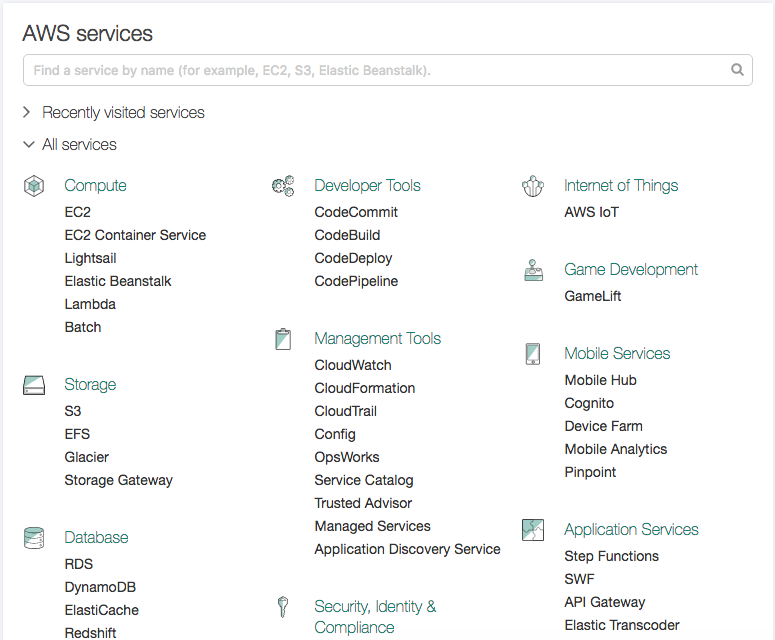 AWS services
Find a service by name (for example, EC2, S3, Elastic Beanstalk).
Recently visited services
All services
Compute
EC2
EC2 Container Service
Lightsail
Elastic Beanstalk
Lambda
Batch
Storage
S3
EFS
Glacier
Storage Gateway
Database
RDS
DynamoDB
ElastiCache
Redshift
Developer Tools
CodeCommit
CodeBuild
CodeDeploy
CodePipeline
Management Tools
CloudWatch
CloudFormation
CloudTrail
Config
OpsWorks
Service Catalog
Trusted Advisor
Managed Services
Application Discovery Service
Security, Identity &
Compliance
Internet of Things
AWS IoT
Game Development
GameLift
Mobile Services
Mobile Hub
Cognito
Device Farm
Mobile Analytics
Pinpoint
Application Services
Step Functions
SWF
API Gateway
Elastic Transcoder